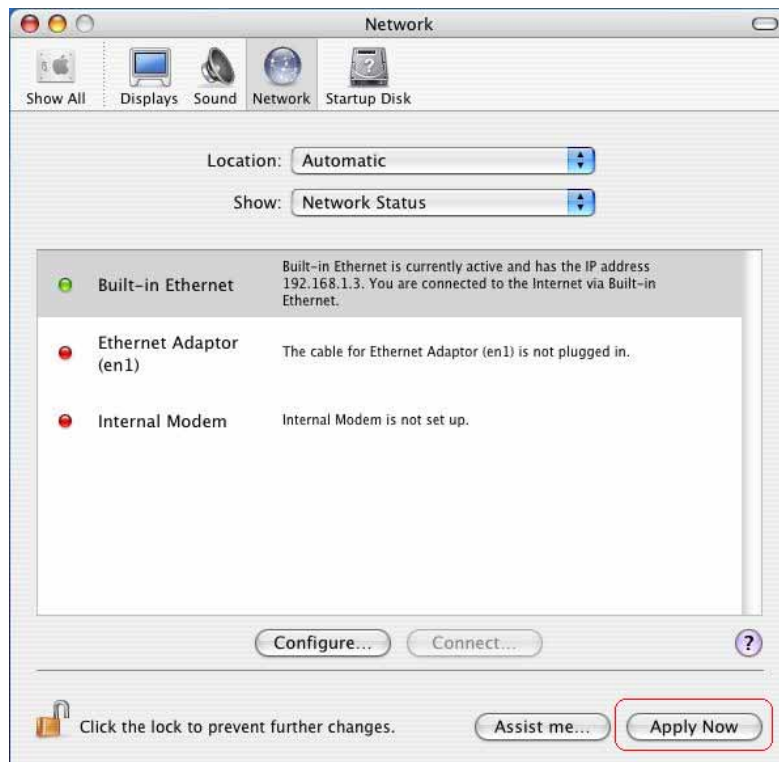 Network
Show All
Displays
Sound
Network
Startup Disk
Location: Automatic
Show: Network Status
Built-in Ethernet
Built-in Ethernet is currently active and has the IP address
192.168.1.3. You are connected to the Internet via Built-in
Ethernet.
Ethernet Adaptor
(en1)
The cable for Ethernet Adaptor (en1) is not plugged in.
Internal Modem
Internal Modem is not set up.
Configure...
Connect...
?
Click the lock to prevent further changes.
Assist me...
Apply Now